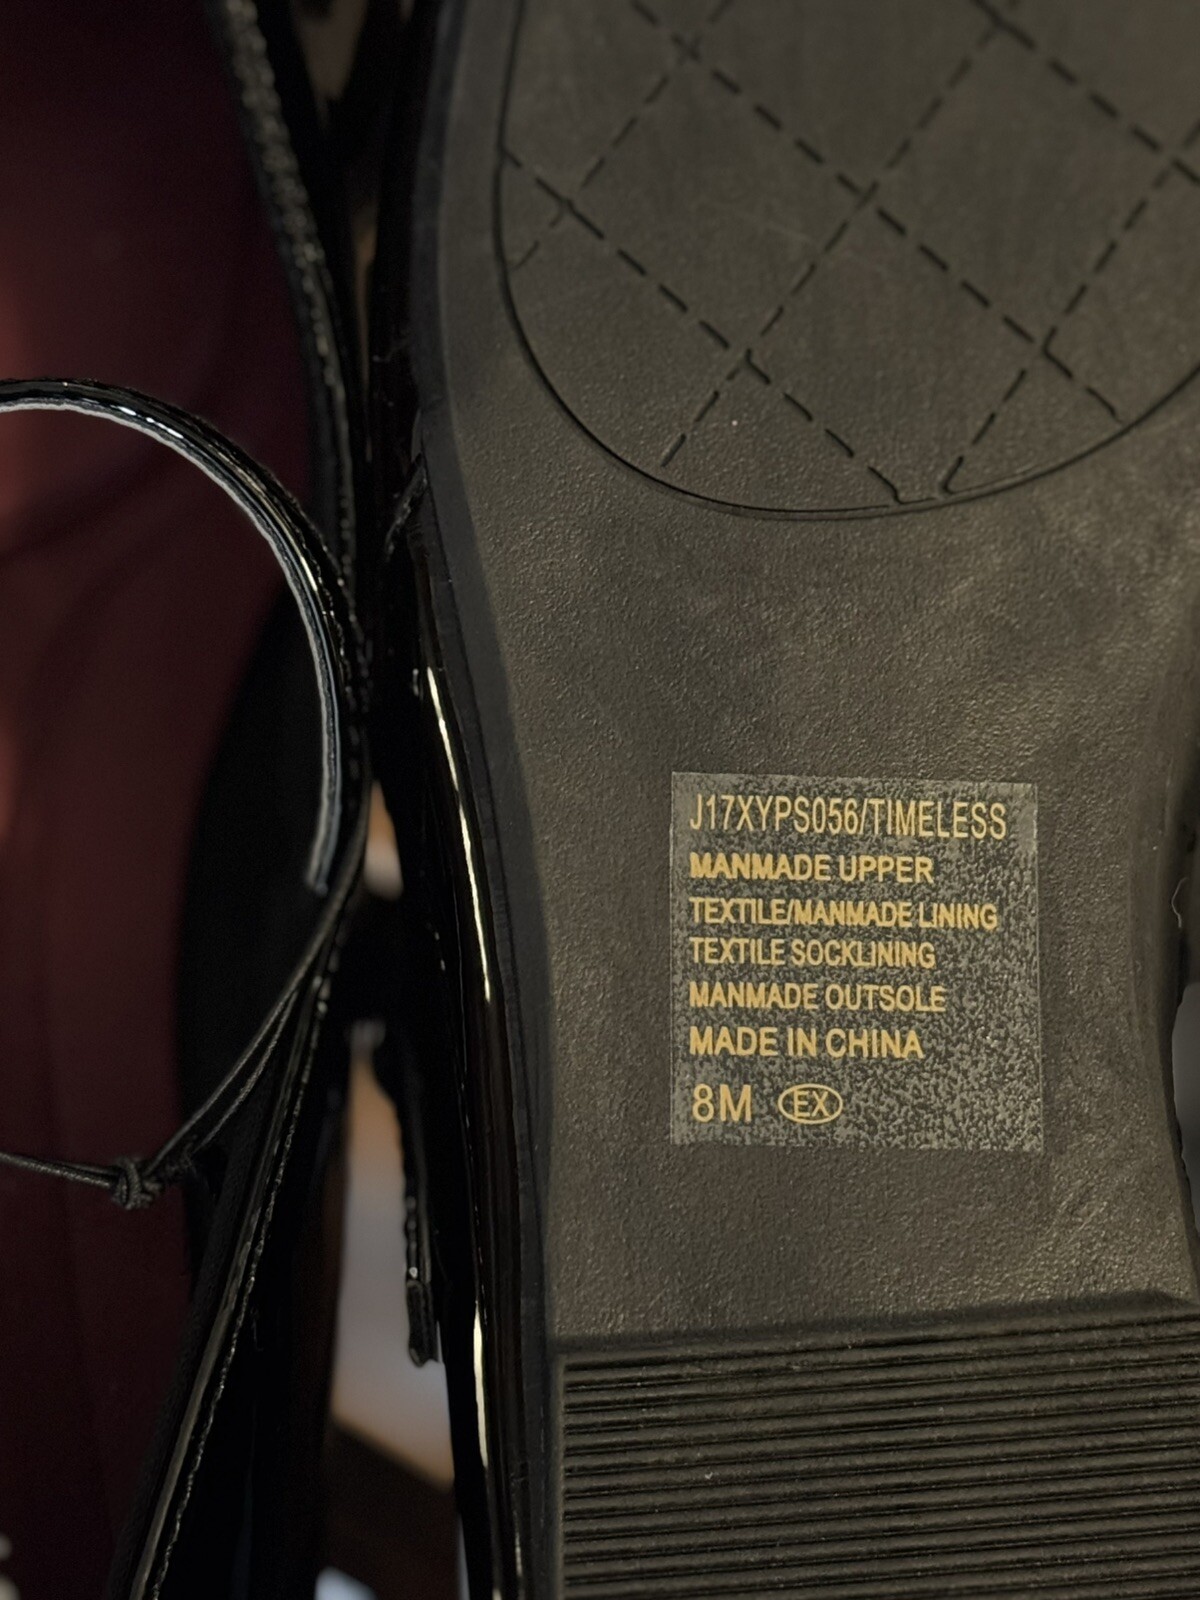 J17XYPS056/TIMELESS
MANMADE UPPER
TEXTILE/MANMADE LINING
TEXTILE SOCKLINING
MANMADE OUTSOLE
MADE IN CHINA
8M EX